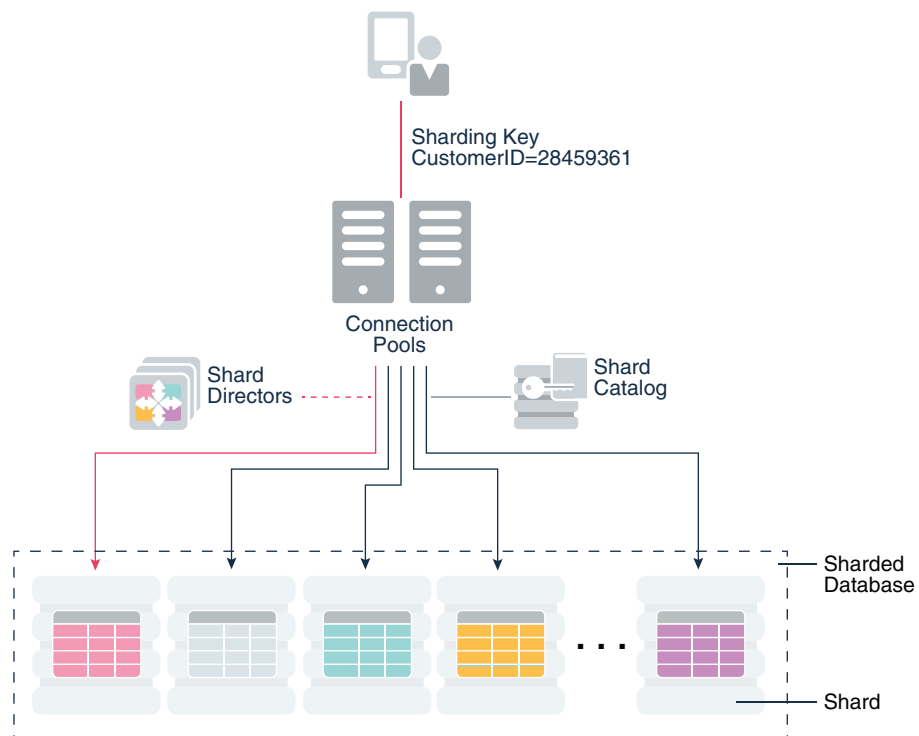 Sharding Key
CustomerID=28459361
Connection
Pools
Shard
Directors
Shard
Catalog
Sharded
Database
. . .
Shard